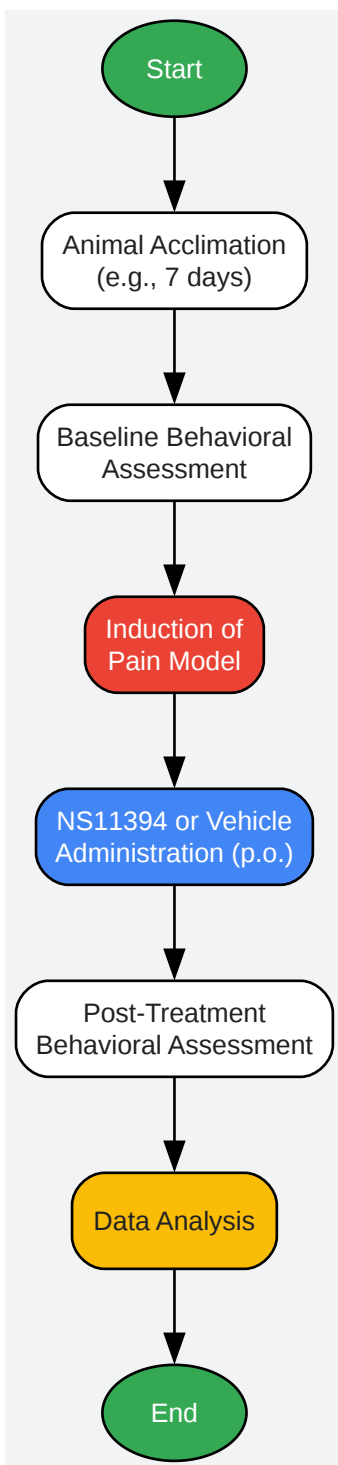 Start
Animal Acclimation
(e.g., 7 days)
Baseline Behavioral
Assessment
Induction of
Pain Model
NS11394 or Vehicle
Administration (p.o.)
Post-Treatment
Behavioral Assessment
Data Analysis
End